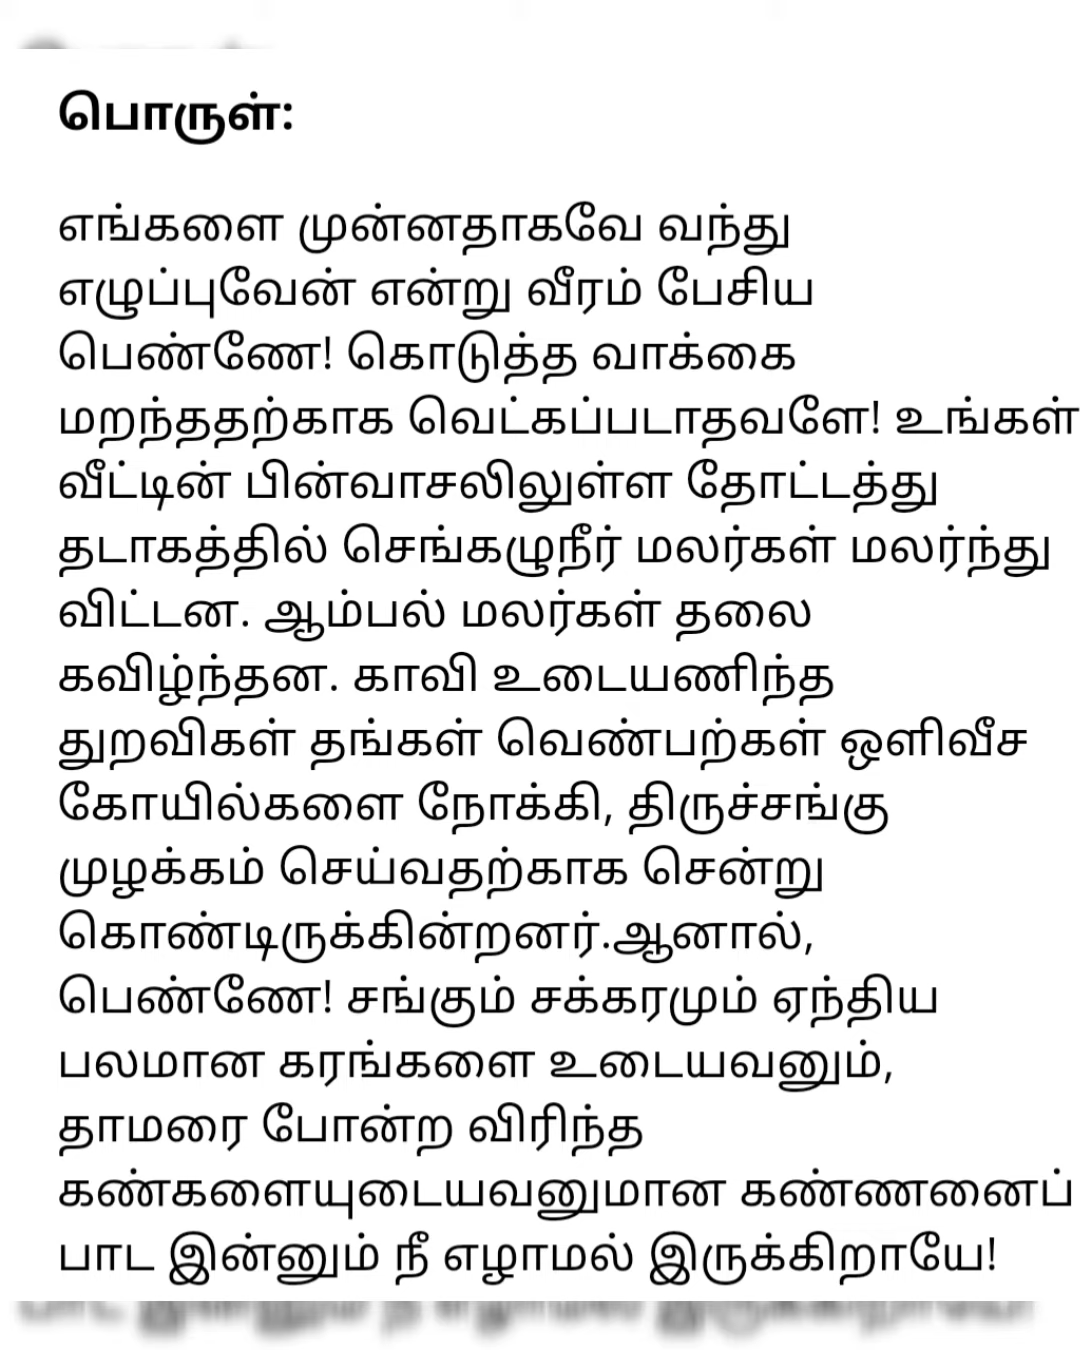 பொருள்:
எங்களை முன்னதாகவே வந்து
எழுப்புவேன் என்று வீரம் பேசிய
பெண்ணே! கொடுத்த வாக்கை
மறந்ததற்காக வெட்கப்படாதவளே! உங்கள்
வீட்டின் பின்வாசலிலுள்ள தோட்டத்து
தடாகத்தில் செங்கழுநீர் மலர்கள் மலர்ந்து
விட்டன. ஆம்பல் மலர்கள் தலை
கவிழ்ந்தன. காவி உடையணிந்த
துறவிகள் தங்கள் வெண்பற்கள் ஒளிவீச
கோயில்களை நோக்கி, திருச்சங்கு
முழக்கம் செய்வதற்காக சென்று
கொண்டிருக்கின்றனர்.ஆனால்,
பெண்ணே! சங்கும் சக்கரமும் ஏந்திய
பலமான கரங்களை உடையவனும்,
தாமரை போன்ற விரிந்த
கண்களையுடையவனுமான கண்ணனைப்
பாட இன்னும் நீ எழாமல் இருக்கிறாயே!